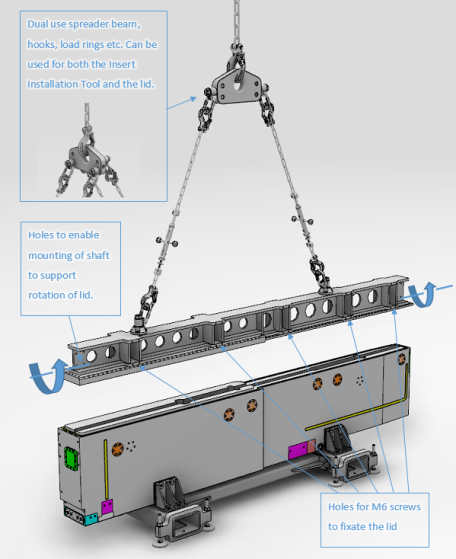 Dual use spreader beam,
hooks, load rings etc. Can be
used for both the Insert
Installation Tool and the lid.
Holes to enable
mounting of shaft
to support
rotation of lid.
Holes for M6 screws
to fixate the lid